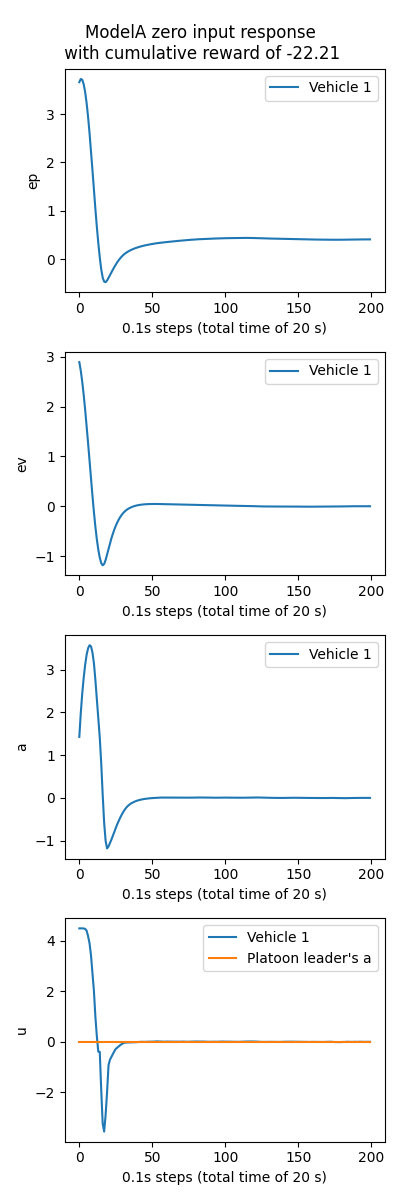 ModelA zero input response
with cumulative reward of -22.21
Vehicle 1
3
2
1
0
ep
0 50 100 150 200
0.1s steps (total time of 20 s)
Vehicle 1
3
2
1
0
−1
ev
0 50 100 150 200
0.1s steps (total time of 20 s)
Vehicle 1
3
2
1
0
−1
a
0 50 100 150 200
0.1s steps (total time of 20 s)
Vehicle 1
Platoon leader's a
4
2
0
−2
u
0 50 100 150 200
0.1s steps (total time of 20 s)